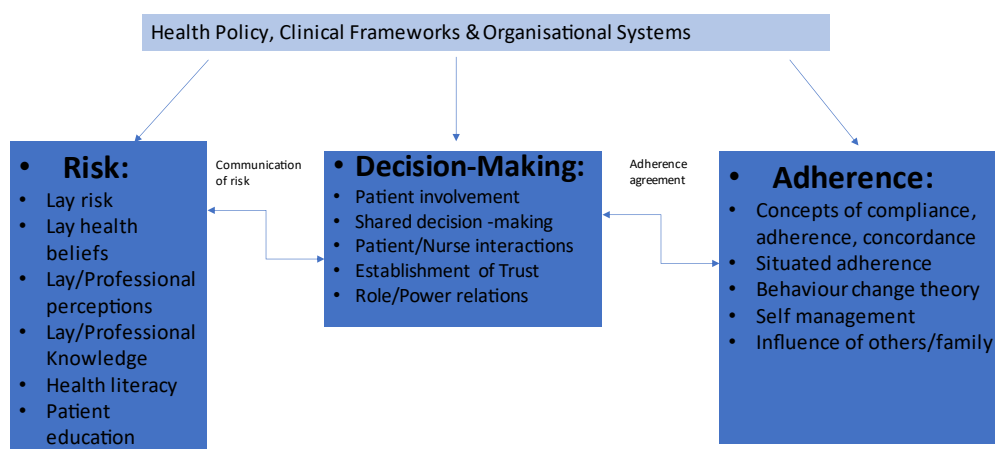 Health Policy, Clinical Frameworks & Organisational Systems
• Risk:
• Lay risk
• Lay health
beliefs
• Lay/Professional
perceptions
• Lay/Professional
Knowledge
• Health literacy
• Patient
education
Communication
of risk
• Decision-Making:
• Patient involvement
• Shared decision -making
• Patient/Nurse interactions
• Establishment of Trust
• Role/Power relations
Adherence
agreement
• Adherence:
• Concepts of compliance,
adherence, concordance
• Situated adherence
• Behaviour change theory
• Self management
• Influence of others/family